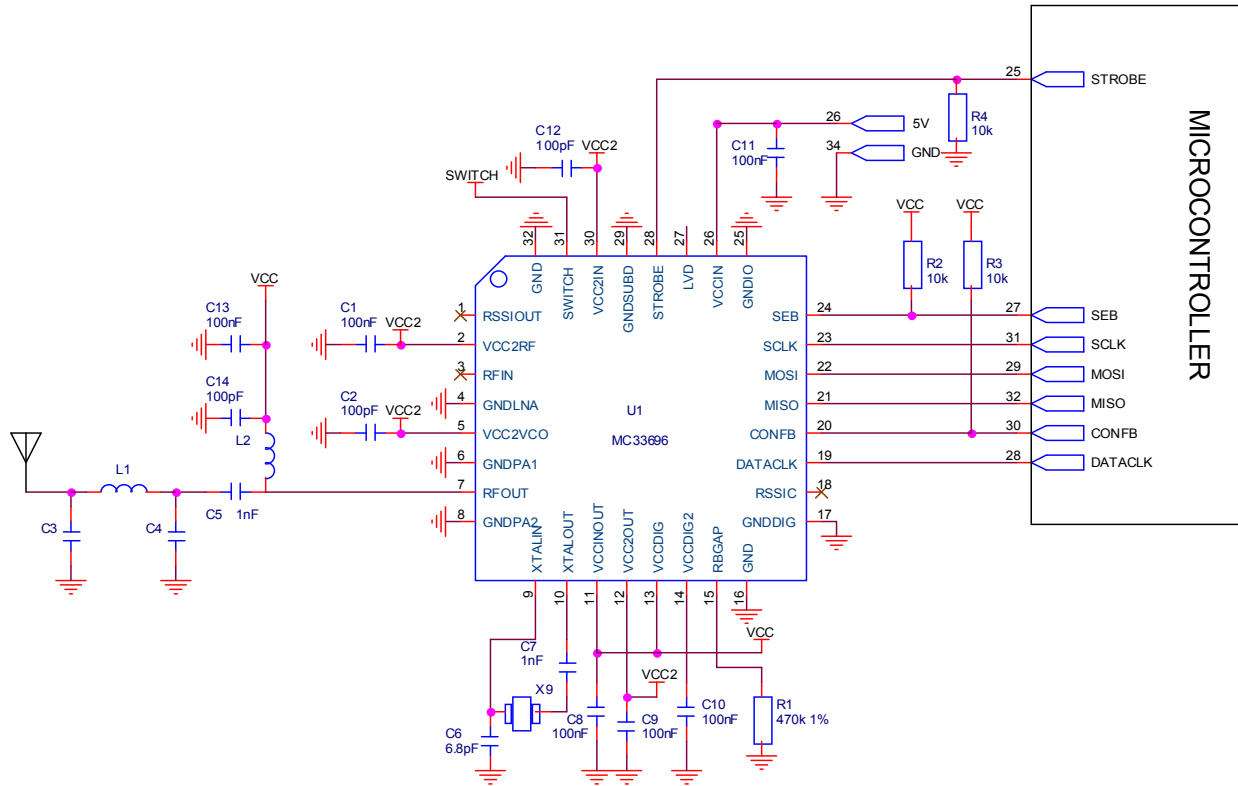 25 STROBE
R4
10k
26 5V
34 GND
C12
100pF
VCC2
C11
100nF
SWITCH
VCC
VCC
R2
10k
R3
10k
MICROCONTROLLER
32 31 30 29 28 27 26 25
GND SWITCH VCC2IN GNDSUBD STROBE LVD VCCIN GNDIO
VCC
C13
100nF
C14
100pF
L2
C1
100nF
VCC2
C2
100pF
VCC2
L1
C3
C4
C5
1nF
1 RSSIOUT
2 VCC2RF
3 RFIN
4 GNDLNA
5 VCC2VCO
6 GNDPA1
7 RFOUT
8 GNDPA2
U1
MC33696
SEB 24
SCLK 23
MOSI 22
MISO 21
CONFB 20
DATACLK 19
RSSIC 18
GNDDIG 17
27 SEB
31 SCLK
29 MOSI
32 MISO
30 CONFB
28 DATACLK
XTALIN XTALOUT VCCINOUT VCC2OUT VCCDIG VCCDIG2 RBGAP GND
9 10 11 12 13 14 15 16
C7
1nF
VCC
X9
VCC2
C6
6.8pF
C8
100nF
C9
100nF
C10
100nF
R1
470k 1%